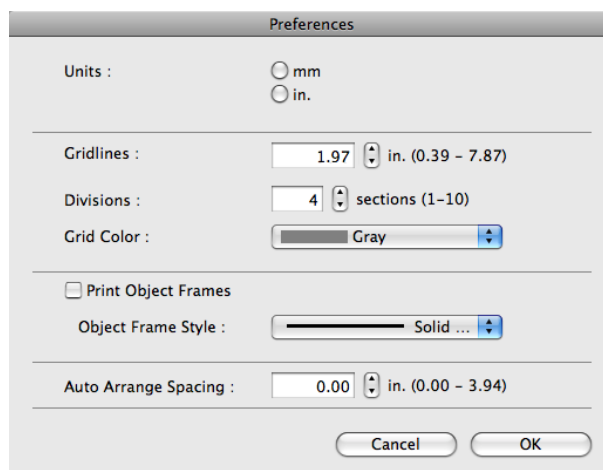 Preferences
Units : mm
in.
Gridlines : 1.97 in. (0.39 – 7.87)
Divisions : 4 sections (1–10)
Grid Color : Gray
Print Object Frames
Object Frame Style : Solid ...
Auto Arrange Spacing : 0.00 in. (0.00 – 3.94)
Cancel OK